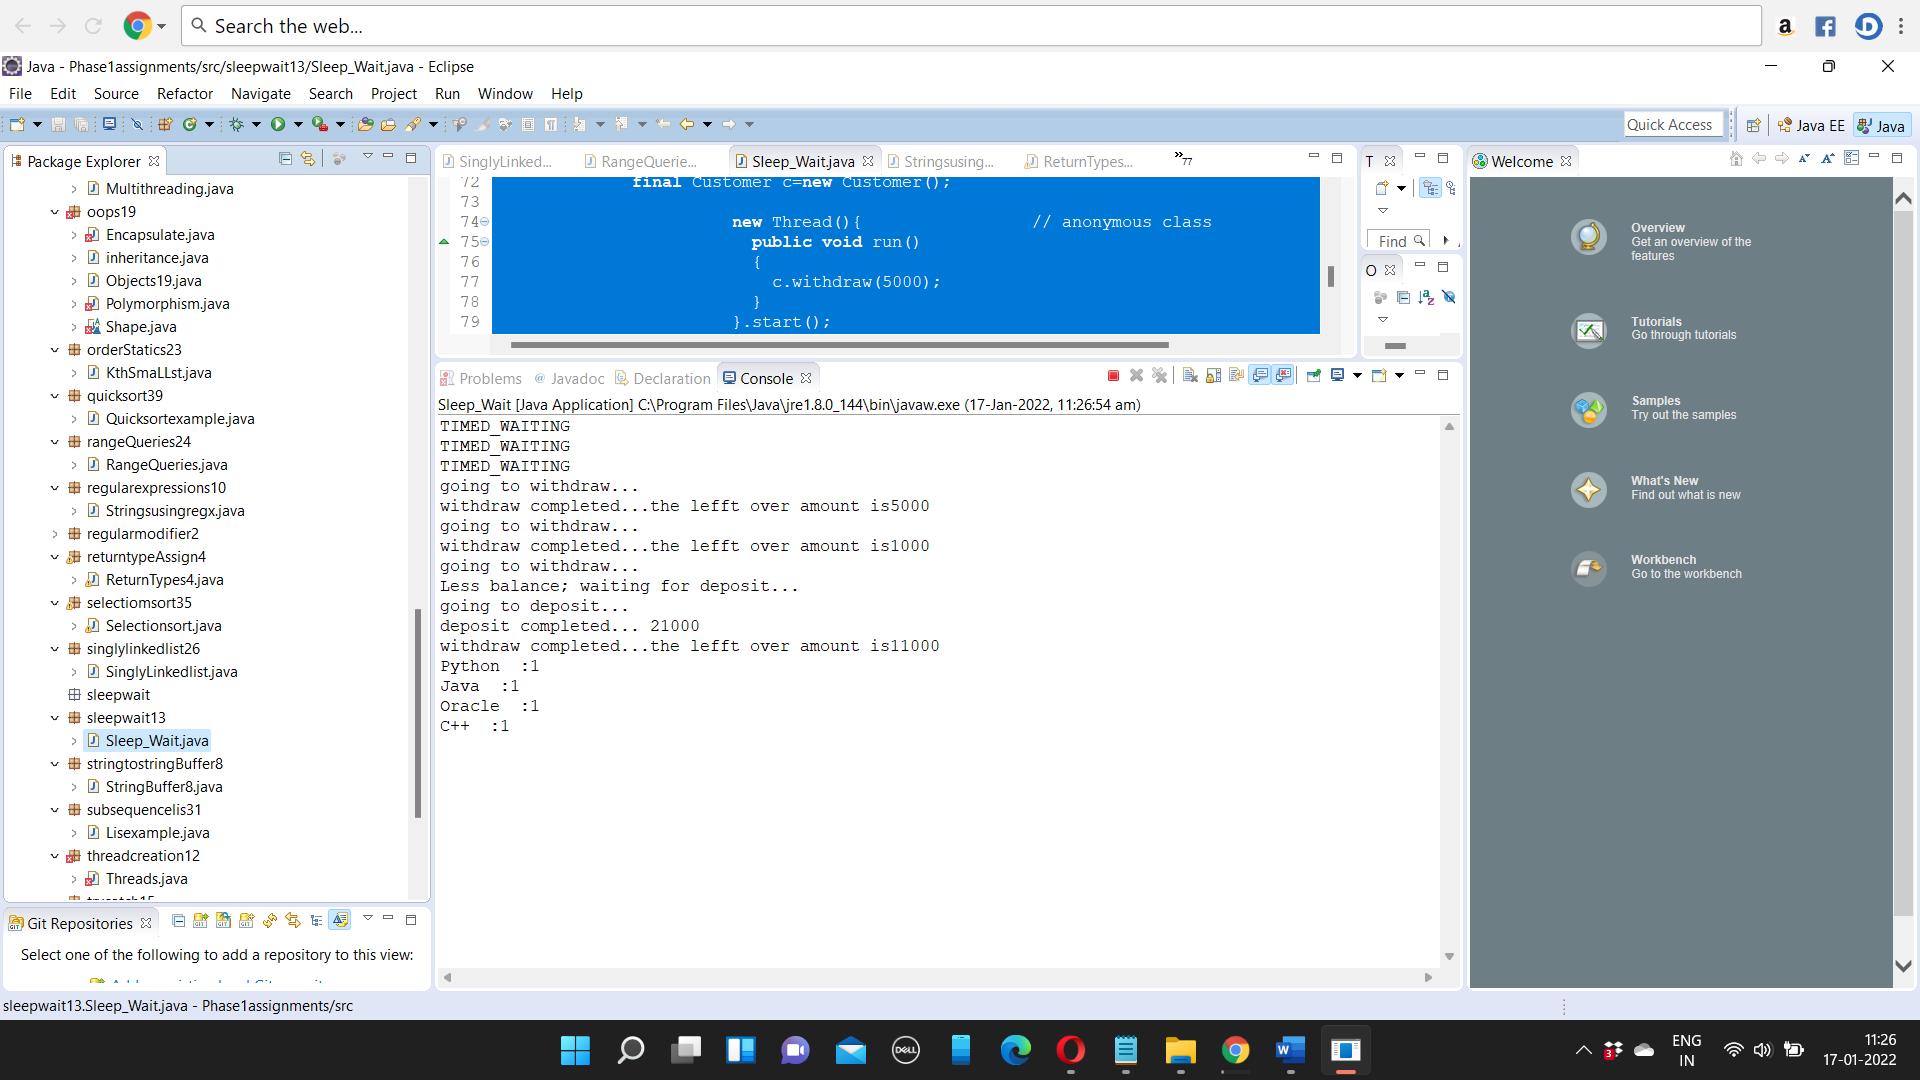 Search the web...
Java - Phase1assignments/src/sleepwait13/Sleep_Wait.java - Eclipse
File Edit Source Refactor Navigate Search Project Run Window Help
Quick Access Java EE Java
Package Explorer
Multithreading.java
oops19
Encapsulate.java
inheritance.java
Objects19.java
Polymorphism.java
Shape.java
orderStatics23
KthSmaLLst.java
quicksort39
Quicksortexample.java
rangeQueries24
RangeQueries.java
regularexpressions10
Stringsusingregx.java
regularmodifier2
returntypeAssign4
ReturnTypes4.java
selectiomsort35
Selectionsort.java
singlylinkedlist26
SinglyLinkedlist.java
sleepwait
sleepwait13
Sleep_Wait.java
stringtostringBuffer8
StringBuffer8.java
subsequencelis31
Lisexample.java
threadcreation12
Threads.java
Git Repositories
Select one of the following to add a repository to this view:
SinglyLinked... RangeQuerie... Sleep_Wait.java Stringsusing... ReturnTypes... »77
72 final Customer c=new Customer();
73
74 new Thread(){ // anonymous class
75 public void run()
76 {
77 c.withdraw(5000);
78 }
79 }.start();
T
Find
O
Problems Javadoc Declaration Console
Sleep_Wait [Java Application] C:\Program Files\Java\jre1.8.0_144\bin\javaw.exe (17-Jan-2022, 11:26:54 am)
TIMED_WAITING
TIMED_WAITING
TIMED_WAITING
going to withdraw...
withdraw completed...the lefft over amount is5000
going to withdraw...
withdraw completed...the lefft over amount is1000
going to withdraw...
Less balance; waiting for deposit...
going to deposit...
deposit completed... 21000
withdraw completed...the lefft over amount is11000
Python :1
Java :1
Oracle :1
C++ :1
Welcome
Overview
Get an overview of the
features
Tutorials
Go through tutorials
Samples
Try out the samples
What's New
Find out what is new
Workbench
Go to the workbench
sleepwait13.Sleep_Wait.java - Phase1assignments/src
DELL
3
ENG
IN
11:26
17-01-2022